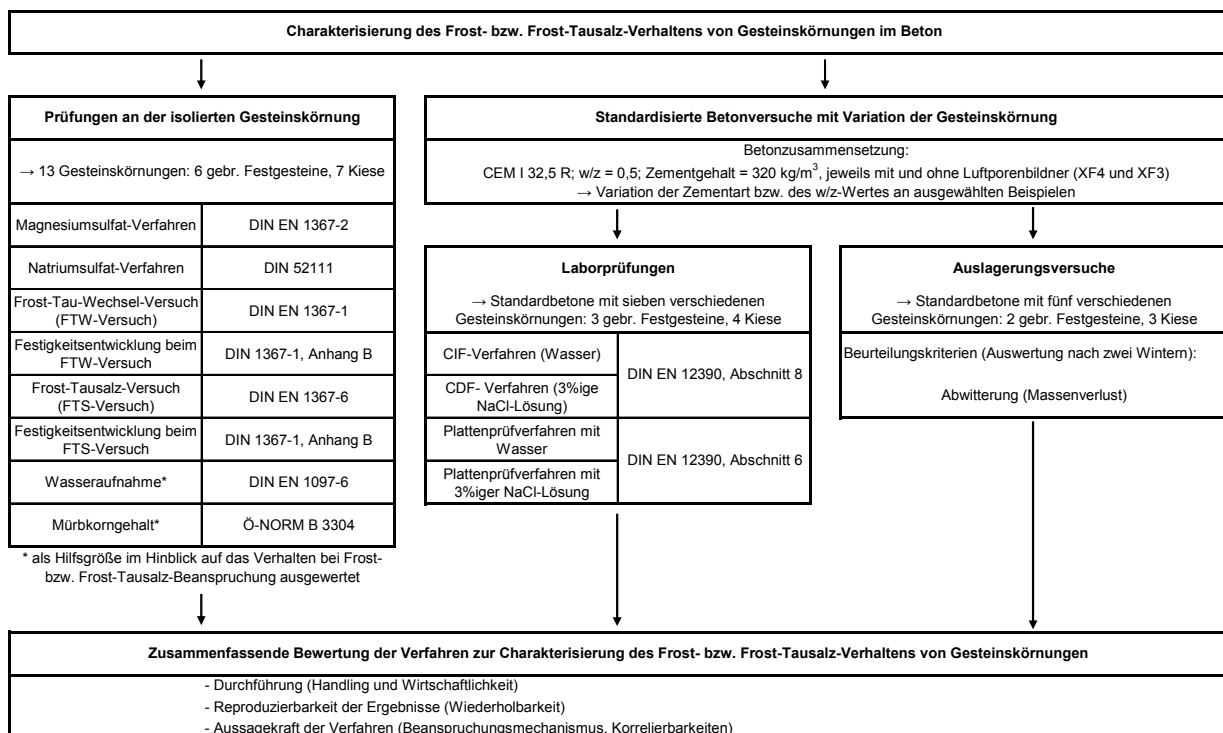 Charakterisierung des Frost- bzw. Frost-Tausalz-Verhaltens von Gesteinskörnungen im Beton
Prüfungen an der isolierten Gesteinskörnung
→ 13 Gesteinskörnungen: 6 gebr. Festgesteine, 7 Kiese
Magnesiumsulfat-Verfahren
DIN EN 1367-2
Natriumsulfat-Verfahren
DIN 52111
Frost-Tau-Wechsel-Versuch
(FTW-Versuch)
DIN EN 1367-1
Festigkeitsentwicklung beim
FTW-Versuch
DIN 1367-1, Anhang B
Frost-Tausalz-Versuch
(FTS-Versuch)
DIN EN 1367-6
Festigkeitsentwicklung beim
FTS-Versuch
DIN 1367-1, Anhang B
Wasseraufnahme*
DIN EN 1097-6
Mürbkorngehalt*
Ö-NORM B 3304
* als Hilfsgröße im Hinblick auf das Verhalten bei Frost-
bzw. Frost-Tausalz-Beanspruchung ausgewertet
Standardisierte Betonversuche mit Variation der Gesteinskörnung
Betonzusammensetzung:
CEM I 32,5 R; w/z = 0,5; Zementgehalt = 320 kg/m³, jeweils mit und ohne Luftporenbildner (XF4 und XF3)
→ Variation der Zementart bzw. des w/z-Wertes an ausgewählten Beispielen
Laborprüfungen
→ Standardbetone mit sieben verschiedenen
Gesteinskörnungen: 3 gebr. Festgesteine, 4 Kiese
CIF-Verfahren (Wasser)
CDF- Verfahren (3%ige
NaCl-Lösung)
DIN EN 12390, Abschnitt 8
Plattenprüfverfahren mit
Wasser
Plattenprüfverfahren mit
3%iger NaCl-Lösung
DIN EN 12390, Abschnitt 6
Auslagerungsversuche
→ Standardbetone mit fünf verschiedenen
Gesteinskörnungen: 2 gebr. Festgesteine, 3 Kiese
Beurteilungskriterien (Auswertung nach zwei Wintern):
Abwitterung (Massenverlust)
Zusammenfassende Bewertung der Verfahren zur Charakterisierung des Frost- bzw. Frost-Tausalz-Verhaltens von Gesteinskörnungen
- Durchführung (Handling und Wirtschaftlichkeit)
- Reproduzierbarkeit der Ergebnisse (Wiederholbarkeit)
- Aussagekraft der Verfahren (Beanspruchungsmechanismus, Korrelierbarkeiten)